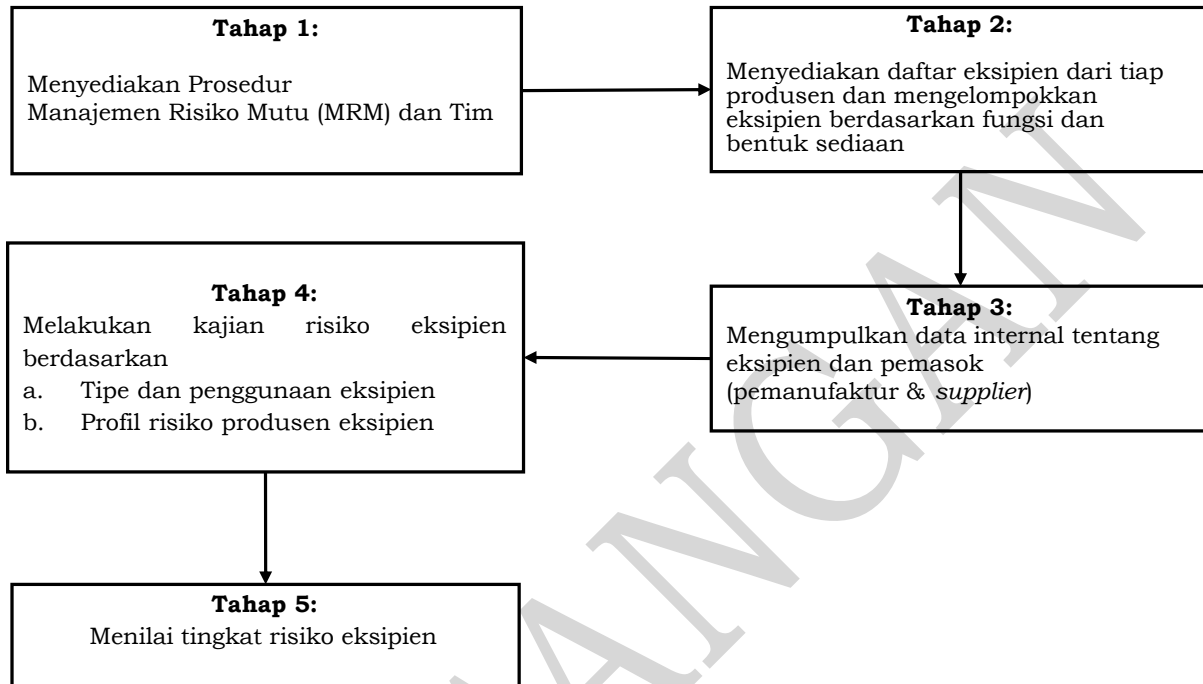 Tahap 1:
Menyediakan Prosedur
Manajemen Risiko Mutu (MRM) dan Tim
Tahap 2:
Menyediakan daftar eksipien dari tiap
produsen dan mengelompokkan
eksipien berdasarkan fungsi dan
bentuk sediaan
Tahap 3:
Mengumpulkan data internal tentang
eksipien dan pemasok
(pemanufaktur & supplier)
Tahap 4:
Melakukan kajian risiko eksipien
berdasarkan
a. Tipe dan penggunaan eksipien
b. Profil risiko produsen eksipien
Tahap 5:
Menilai tingkat risiko eksipien
ANGAN